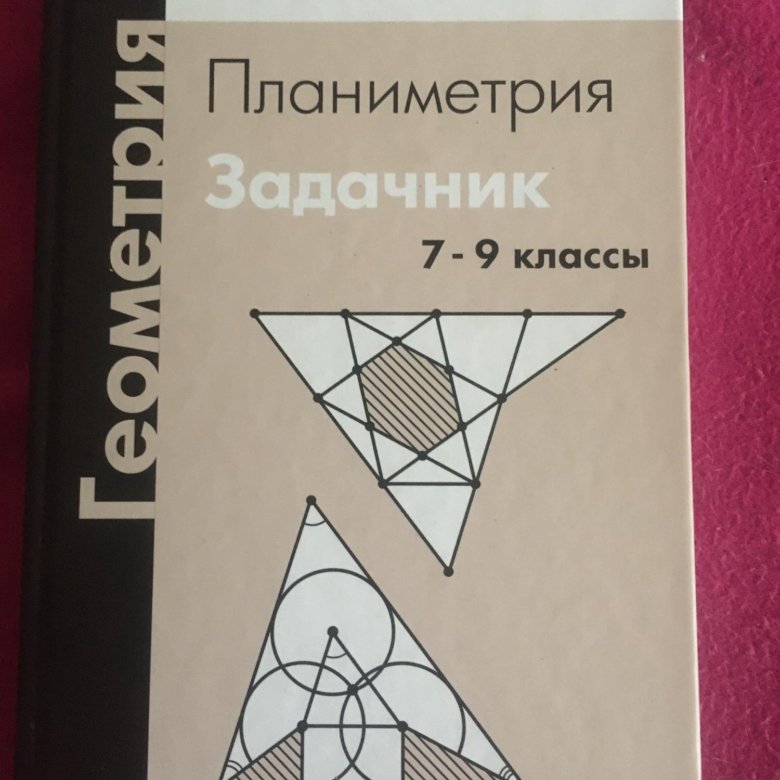 Геометрия
Планиметрия
Задачник
7 - 9 классы